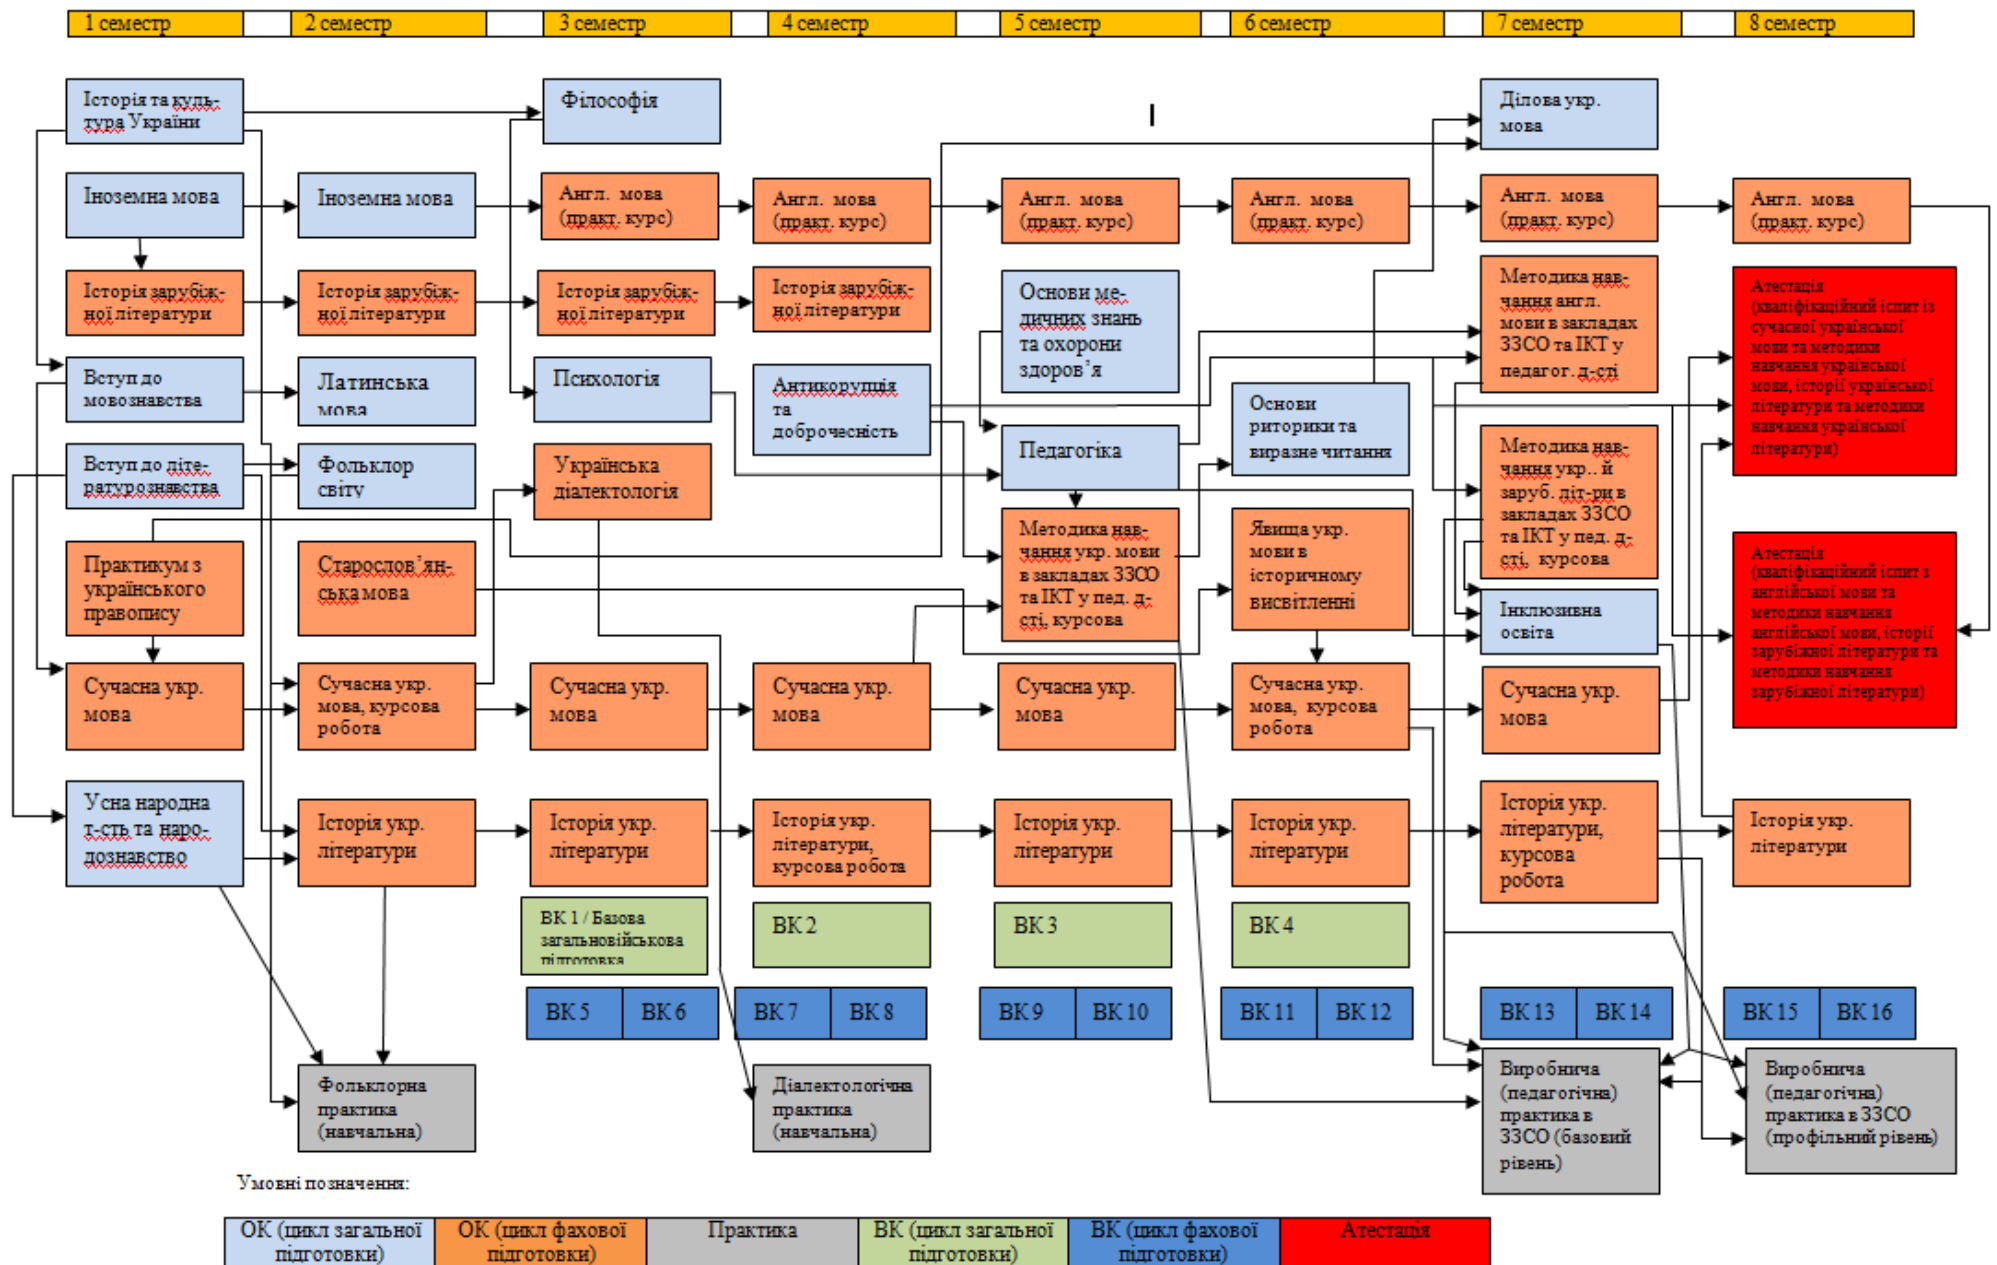 1 семестр
2 семестр
3 семестр
4 семестр
5 семестр
6 семестр
7 семестр
8 семестр
Історія та куль-
тура України
Філософія
Ділова укр.
мова
Іноземна мова
Іноземна мова
Англ. мова
(практ. курс)
Англ. мова
(практ. курс)
Англ. мова
(практ. курс)
Англ. мова
(практ. курс)
Англ. мова
(практ. курс)
Англ. мова
(практ. курс)
Історія зарубіж-
ної літератури
Історія зарубіж-
ної літератури
Історія зарубіж-
ної літератури
Історія зарубіж-
ної літератури
Основи ме-
дичних знань
та охорони
здоров’я
Методика нав-
чання англ.
мови в закладах
ЗЗСО та ІКТ у
педагог. д-сті
Атестація
(кваліфікаційний іспит із
сучасної української
мови та методики
навчання української
мови, історії української
літератури та методики
навчання української
літератури)
Вступ до
мовознавства
Латинська
мова
Психологія
Антикорупція
та
доброчесність
Педагогіка
Основи
риторики та
виразне читання
Вступ до літе-
ратурознавства
Фольклор
світу
Українська
діалектологія
Методика нав-
чання укр.. й
заруб. літ-ри в
закладах ЗЗСО
та ІКТ у пед. д-
сті, курсова
Практикум з
українського
правопису
Старослов’ян-
ська мова
Методика нав-
чання укр. мови
в закладах ЗЗСО
та ІКТ у пед. д-
сті, курсова
Явища укр.
мови в
історичному
висвітленні
Інклюзивна
освіта
Атестація
(кваліфікаційний іспит з
англійської мови та
методики навчання
англійської мови, історії
зарубіжної літератури та
методики навчання
зарубіжної літератури)
Сучасна укр.
мова
Сучасна укр.
мова, курсова
робота
Сучасна укр.
мова
Сучасна укр.
мова
Сучасна укр.
мова
Сучасна укр.
мова, курсова
робота
Сучасна укр.
мова
Усна народна
т-сть та наро-
дознавство
Історія укр.
літератури
Історія укр.
літератури
Історія укр.
літератури,
курсова робота
Історія укр.
літератури
Історія укр.
літератури
Історія укр.
літератури,
курсова
робота
Історія укр.
літератури
ВК 1 / Базова
загальновійськова
підготовка
ВК 2
ВК 3
ВК 4
ВК 5
ВК 6
ВК 7
ВК 8
ВК 9
ВК 10
ВК 11
ВК 12
ВК 13
ВК 14
ВК 15
ВК 16
Фольклорна
практика
(навчальна)
Діалектологічна
практика
(навчальна)
Виробнича
(педагогічна)
практика в
ЗЗСО (базовий
рівень)
Виробнича
(педагогічна)
практика в ЗЗСО
(профільний рівень)
Умовні позначення:
ОК (цикл загальної
підготовки)
ОК (цикл фахової
підготовки)
Практика
ВК (цикл загальної
підготовки)
ВК (цикл фахової
підготовки)
Атестація